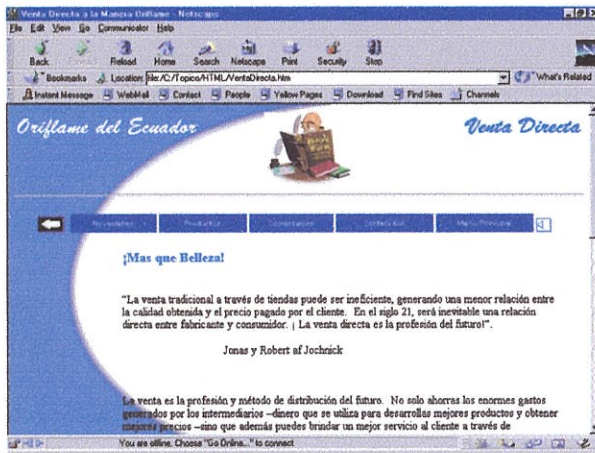 Venta Directa a la Manera Oriflame - Netscape
File Edit View Go Communicator Help
Back Reload Home Search Netscape Print Security Stop
Bookmarks Location: file:/C:/Topico/HTML/VentaDirecta.htm What's Related
Instant Message WebMail Contact People Yellow Pages Download Find Sites Channels
Oriflame del Ecuador Venta Directa
Novedades Productos Menú Principal
¡Mas que Belleza!
"La venta tradicional a través de tiendas puede ser ineficiente, generando una menor relación entre
la calidad obtenida y el precio pagado por el cliente. En el siglo 21, será inevitable una relación
directa entre fabricante y consumidor. ¡ La venta directa es la profesión del futuro!".
Jonas y Robert af Jochnick
La venta es la profesión y método de distribución del futuro. No solo ahorras los enormes gastos
generados por los intermediarios –dinero que se utiliza para desarrollas mejores productos y obtener
mejores precios –sino que además puedes brindar un mejor servicio al cliente a través de
You are offline. Choose "Go Online..." to connect